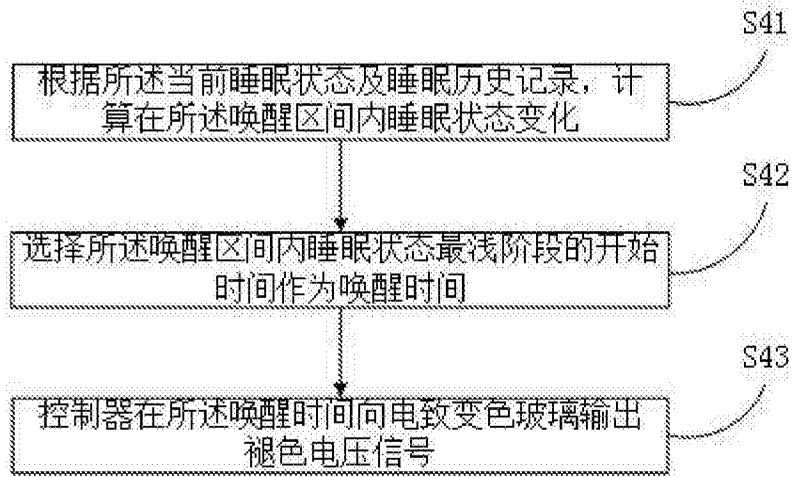 S41
根据所述当前睡眠状态及睡眠历史记录，计
算在所述唤醒区间内睡眠状态变化
S42
选择所述唤醒区间内睡眠状态最浅阶段的开始
时间作为唤醒时间
S43
控制器在所述唤醒时间向电致变色玻璃输出
褪色电压信号